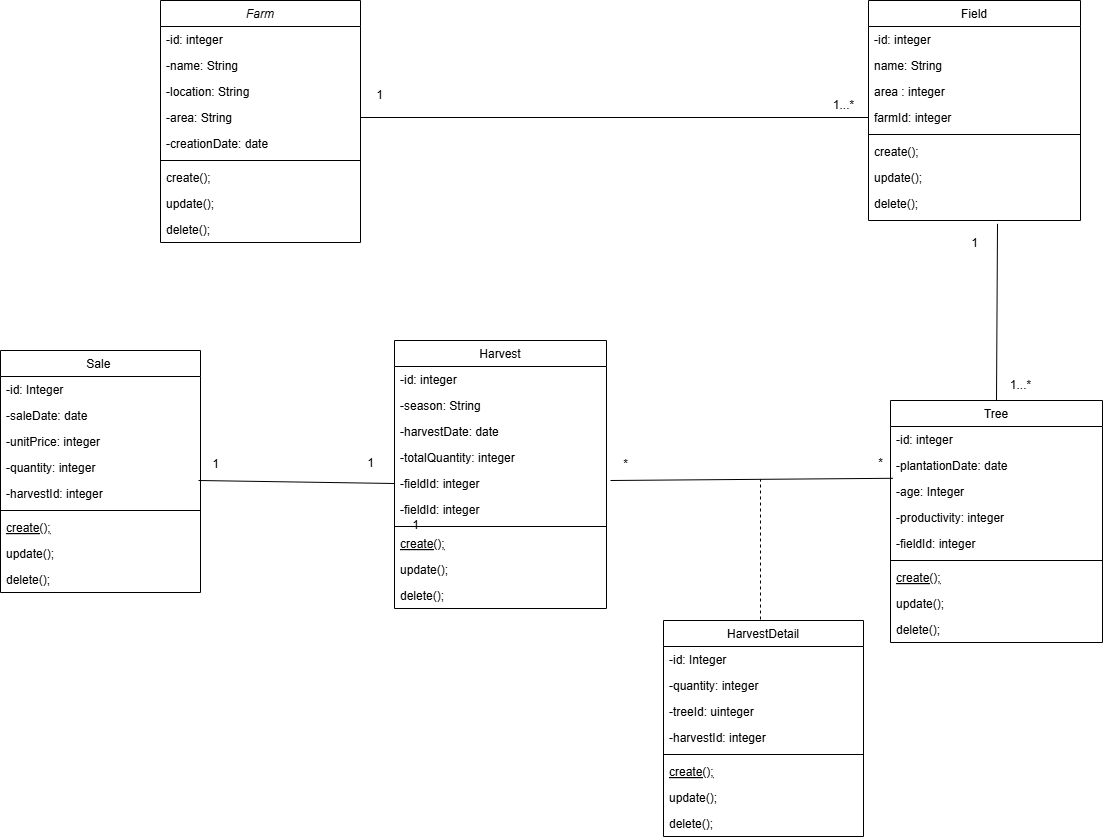 Farm
-id: integer
-name: String
-location: String
-area: String
-creationDate: date
create();
update();
delete();
1
1...*
Field
-id: integer
name: String
area : integer
farmId: integer
create();
update();
delete();
1
1...*
Sale
-id: Integer
-saleDate: date
-unitPrice: integer
-quantity: integer
-harvestId: integer
create();
update();
delete();
1
1
Harvest
-id: integer
-season: String
-harvestDate: date
-totalQuantity: integer
-fieldId: integer
-fieldId: integer
1
create();
update();
delete();
*
*
Tree
-id: integer
-plantationDate: date
-age: Integer
-productivity: integer
-fieldId: integer
create();
update();
delete();
HarvestDetail
-id: Integer
-quantity: integer
-treeId: uinteger
-harvestId: integer
create();
update();
delete();